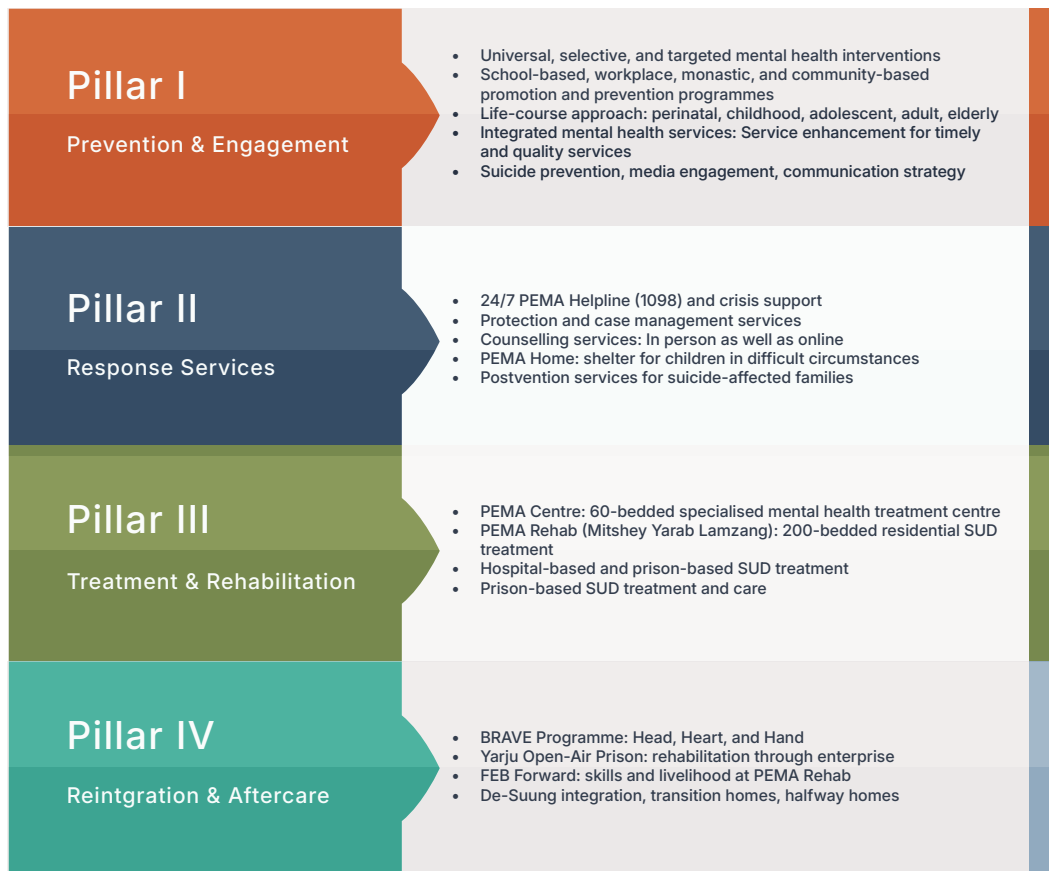 Pillar I
Prevention & Engagement
• Universal, selective, and targeted mental health interventions
• School-based, workplace, monastic, and community-based
promotion and prevention programmes
• Life-course approach: perinatal, childhood, adolescent, adult, elderly
• Integrated mental health services: Service enhancement for timely
and quality services
• Suicide prevention, media engagement, communication strategy
Pillar II
Response Services
• 24/7 PEMA Helpline (1098) and crisis support
• Protection and case management services
• Counselling services: In person as well as online
• PEMA Home: shelter for children in difficult circumstances
• Postvention services for suicide-affected families
Pillar III
Treatment & Rehabilitation
• PEMA Centre: 60-bedded specialised mental health treatment centre
• PEMA Rehab (Mitshey Yarab Lamzang): 200-bedded residential SUD
treatment
• Hospital-based and prison-based SUD treatment
• Prison-based SUD treatment and care
Pillar IV
Reintgration & Aftercare
• BRAVE Programme: Head, Heart, and Hand
• Yarju Open-Air Prison: rehabilitation through enterprise
• FEB Forward: skills and livelihood at PEMA Rehab
• De-Suung integration, transition homes, halfway homes